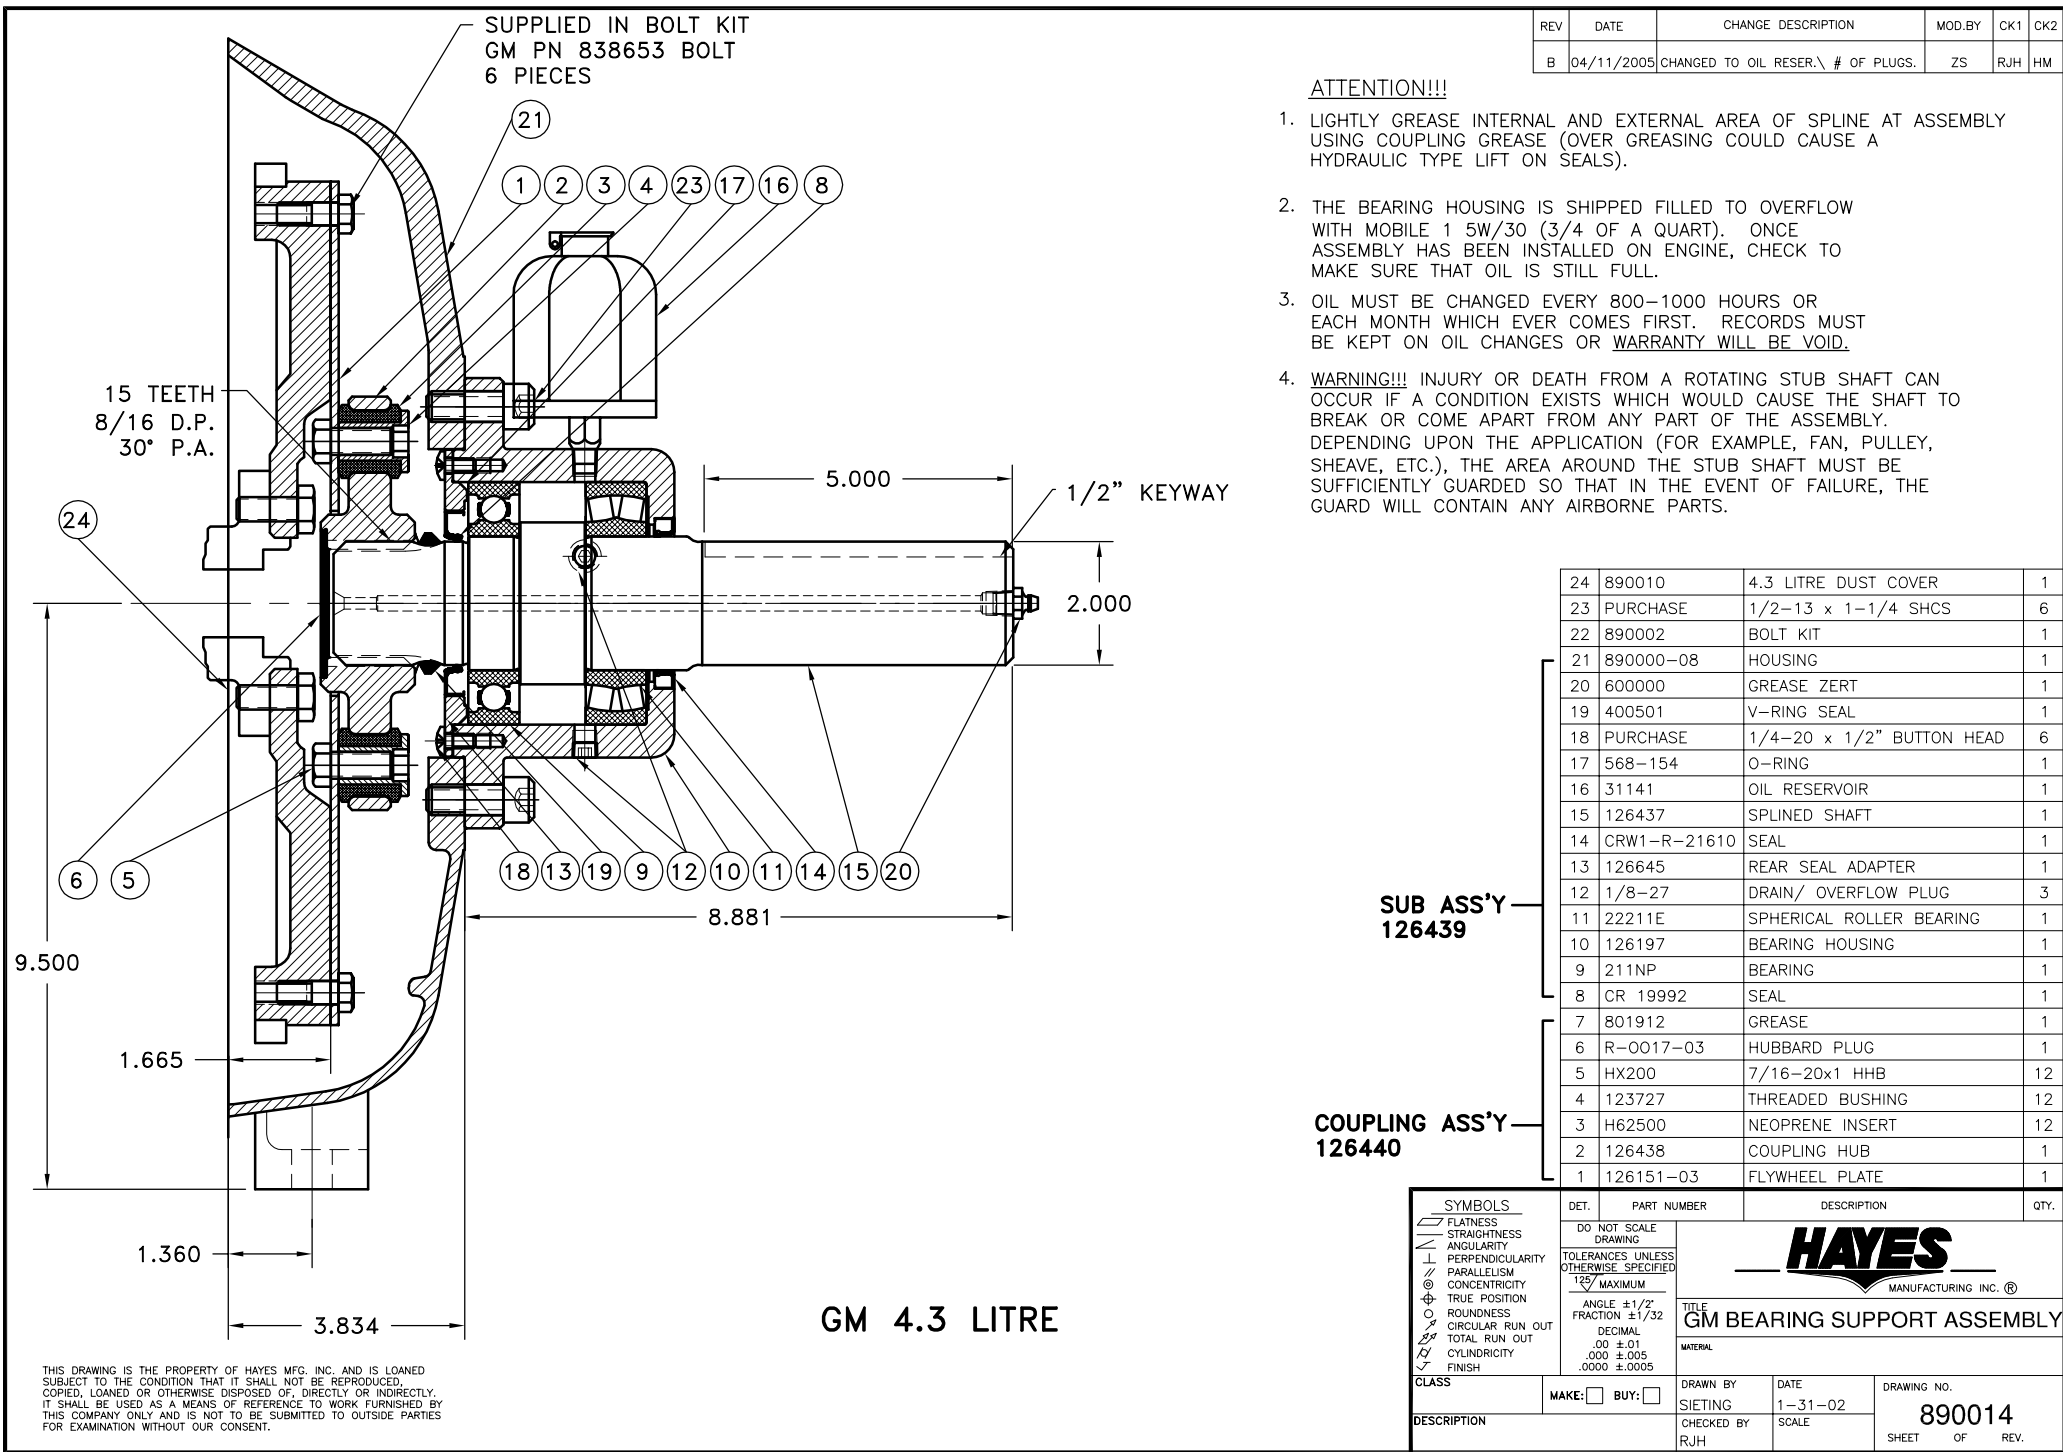 SUPPLIED IN BOLT KIT
GM PN 838653 BOLT
6 PIECES
REV DATE CHANGE DESCRIPTION MOD.BY CK1 CK2
B 04/11/2005 CHANGED TO OIL RESER.\ # OF PLUGS. ZS RJH HM
ATTENTION!!!
1. LIGHTLY GREASE INTERNAL AND EXTERNAL AREA OF SPLINE AT ASSEMBLY
USING COUPLING GREASE (OVER GREASING COULD CAUSE A
HYDRAULIC TYPE LIFT ON SEALS).
2. THE BEARING HOUSING IS SHIPPED FILLED TO OVERFLOW
WITH MOBILE 1 5W/30 (3/4 OF A QUART). ONCE
ASSEMBLY HAS BEEN INSTALLED ON ENGINE, CHECK TO
MAKE SURE THAT OIL IS STILL FULL.
3. OIL MUST BE CHANGED EVERY 800-1000 HOURS OR
EACH MONTH WHICH EVER COMES FIRST. RECORDS MUST
BE KEPT ON OIL CHANGES OR WARRANTY WILL BE VOID.
4. WARNING!!! INJURY OR DEATH FROM A ROTATING STUB SHAFT CAN
OCCUR IF A CONDITION EXISTS WHICH WOULD CAUSE THE SHAFT TO
BREAK OR COME APART FROM ANY PART OF THE ASSEMBLY.
DEPENDING UPON THE APPLICATION (FOR EXAMPLE, FAN, PULLEY,
SHEAVE, ETC.), THE AREA AROUND THE STUB SHAFT MUST BE
SUFFICIENTLY GUARDED SO THAT IN THE EVENT OF FAILURE, THE
GUARD WILL CONTAIN ANY AIRBORNE PARTS.
21
1 2 3 4 23 17 16 8
15 TEETH
8/16 D.P.
30° P.A.
5.000
1/2" KEYWAY
24
2.000
6 5
18 13 19 9 12 10 11 14 15 20
8.881
9.500
1.665
1.360
3.834
GM 4.3 LITRE
24 890010 4.3 LITRE DUST COVER 1
23 PURCHASE 1/2-13 x 1-1/4 SHCS 6
22 890002 BOLT KIT 1
21 890000-08 HOUSING 1
20 600000 GREASE ZERT 1
19 400501 V-RING SEAL 1
18 PURCHASE 1/4-20 x 1/2" BUTTON HEAD 6
17 568-154 O-RING 1
16 31141 OIL RESERVOIR 1
15 126437 SPLINED SHAFT 1
14 CRW1-R-21610 SEAL 1
13 126645 REAR SEAL ADAPTER 1
12 1/8-27 DRAIN/ OVERFLOW PLUG 3
11 22211E SPHERICAL ROLLER BEARING 1
10 126197 BEARING HOUSING 1
9 211NP BEARING 1
8 CR 19992 SEAL 1
7 801912 GREASE 1
6 R-0017-03 HUBBARD PLUG 1
5 HX200 7/16-20x1 HHB 12
4 123727 THREADED BUSHING 12
3 H62500 NEOPRENE INSERT 12
2 126438 COUPLING HUB 1
1 126151-03 FLYWHEEL PLATE 1
DET. PART NUMBER DESCRIPTION QTY.
SUB ASS'Y
126439
COUPLING ASS'Y
126440
SYMBOLS
FLATNESS
STRAIGHTNESS
ANGULARITY
PERPENDICULARITY
PARALLELISM
CONCENTRICITY
TRUE POSITION
ROUNDNESS
CIRCULAR RUN OUT
TOTAL RUN OUT
CYLINDRICITY
FINISH
DO NOT SCALE
DRAWING
TOLERANCES UNLESS
OTHERWISE SPECIFIED
125 MAXIMUM
ANGLE ±1/2°
FRACTION ±1/32
DECIMAL
.00 ±.01
.000 ±.005
.0000 ±.0005
HAYES
MANUFACTURING INC. ®
TITLE
GM BEARING SUPPORT ASSEMBLY
MATERIAL
CLASS
MAKE: BUY:
DESCRIPTION
DRAWN BY
SIETING
DATE
1-31-02
CHECKED BY
RJH
SCALE
DRAWING NO.
890014
SHEET OF REV.
THIS DRAWING IS THE PROPERTY OF HAYES MFG. INC. AND IS LOANED
SUBJECT TO THE CONDITION THAT IT SHALL NOT BE REPRODUCED,
COPIED, LOANED OR OTHERWISE DISPOSED OF, DIRECTLY OR INDIRECTLY.
IT SHALL BE USED AS A MEANS OF REFERENCE TO WORK FURNISHED BY
THIS COMPANY ONLY AND IS NOT TO BE SUBMITTED TO OUTSIDE PARTIES
FOR EXAMINATION WITHOUT OUR CONSENT.